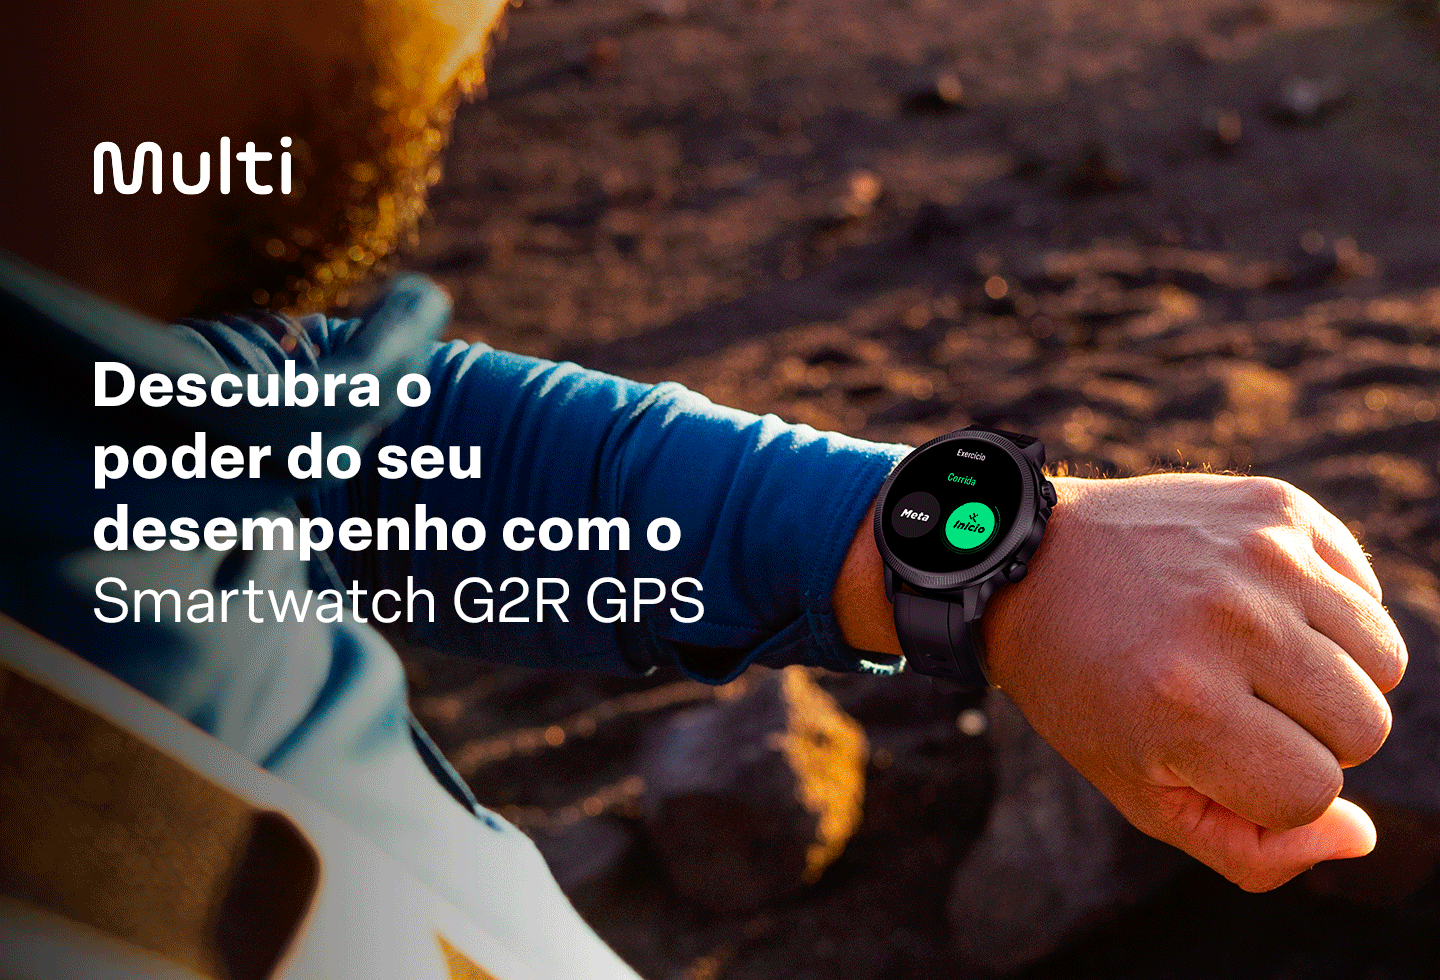 Multi
Descubra o
poder do seu
desempenho com o
Smartwatch G2R GPS
Exercício
Corrida
Meta
Início